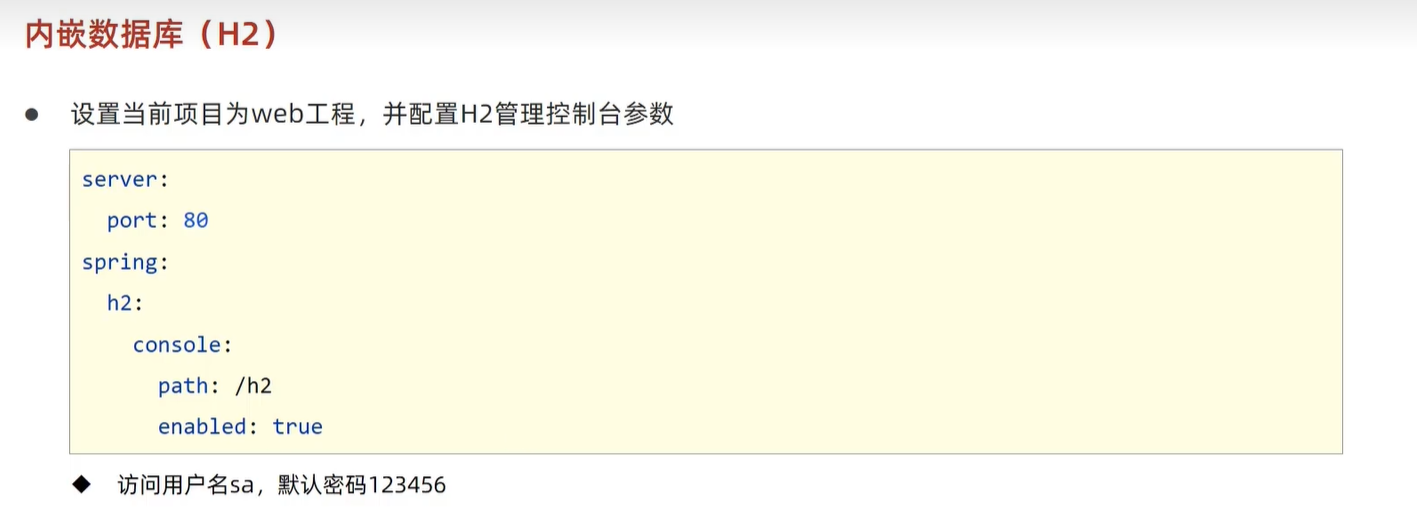 内嵌数据库（H2）
● 设置当前项目为web工程，并配置H2管理控制台参数
server:
  port: 80
spring:
  h2:
    console:
      path: /h2
      enabled: true
◆ 访问用户名sa，默认密码123456